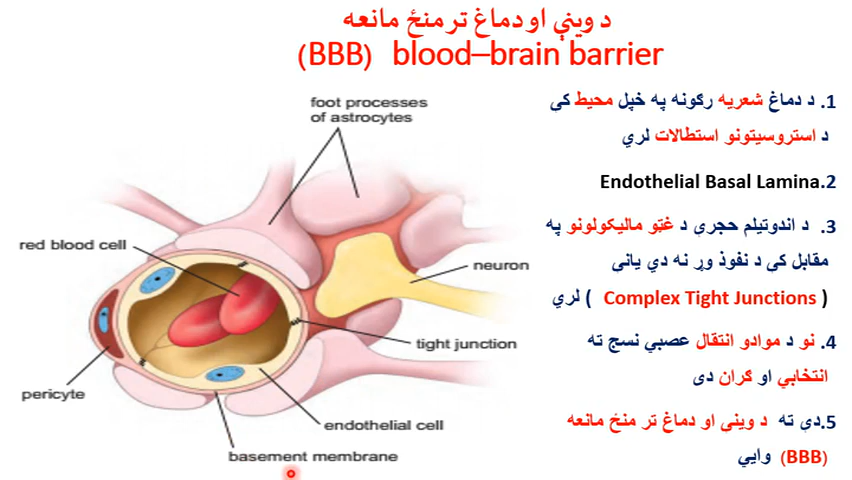 د وینې او دماغ تر منځ مانعه
(BBB) blood–brain barrier
foot processes
of astrocytes
red blood cell
neuron
tight junction
pericyte
endothelial cell
basement membrane
1. د دماغ شعریه رګونه په خپل محیط کې
د استروسیتونو استطالات لري
2.Endothelial Basal Lamina
3. د اندوتیلم حجرې د غټو مالیکولونو په
مقابل کې د نفوذ وړ نه دي یانې
( Complex Tight Junctions ) لري
4. نو د موادو انتقال عصبي نسج ته
انتخابي او ګران دی
5.دې ته د وینی او دماغ تر منځ مانعه
(BBB) وایي